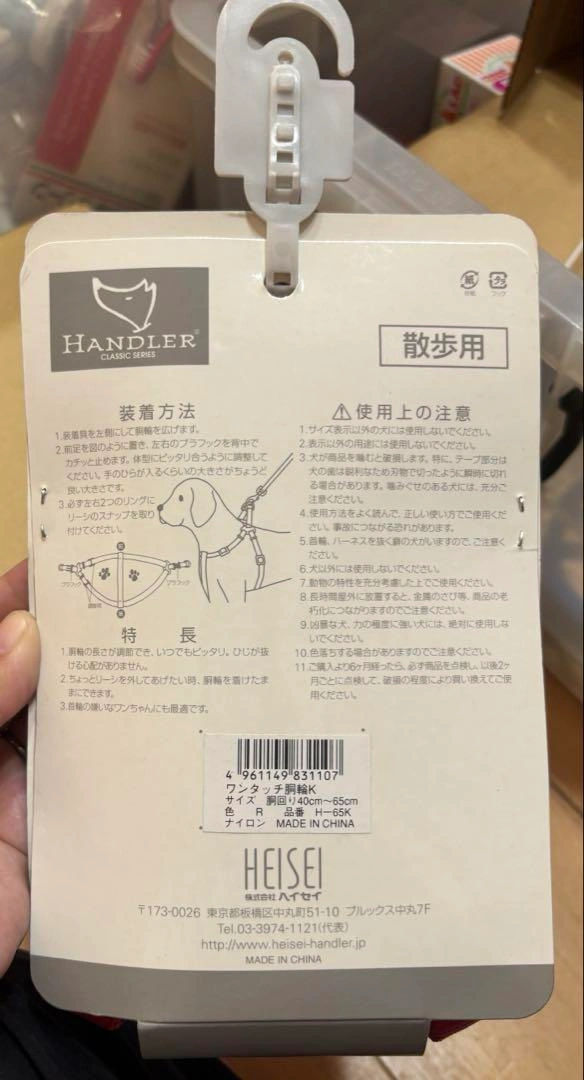 HANDLER®
CLASSIC SERIES
紙
台紙
プラ
フック
散歩用
装着方法
1.装着具を左側にして胴輪を広げます。
2.前足を図のように置き、左右のプラフックを背中で
カチッと止めます。体型にピッタリ合うように調整して
ください。手のひらが入るくらいの大きさがちょうど
良い大きさです。
3.必ず左右2つのリングに
リーシのスナップを取り
付けてください。
プラフック
調整具
プラフック
特長
1.胴輪の長さが調節でき、いつでもピッタリ。ひじが抜
ける心配がありません。
2.ちょっとリーシを外してあげたい時、胴輪を着けたま
まにできます。
3.首輪の嫌いなワンちゃんにも最適です。
⚠使用上の注意
1.サイズ表示以外の犬には使用しないでください。
2.表示以外の用途には使用しないでください。
3.犬が商品を噛むと破損します。特に、テープ部分は
犬の歯は鋭利なため刃物で切ったように瞬時に切れ
る場合があります。噛みぐせのある犬には、充分ご
注意ください。
4.使用方法をよく読んで、正しい使い方でご使用くだ
さい。事故につながる恐れがあります。
5.首輪、ハーネスを抜く癖の犬がいますので、ご注意く
ださい。
6.犬以外には使用しないでください。
7.動物の特性を充分考慮した上でご使用ください。
8.長時間屋外に放置すると、金属のさび等、商品の老
朽化につながりますのでご注意ください。
9.凶暴な犬、力の極度に強い犬には、絶対に使用しな
いでください。
10.色落ちする場合がありますのでご注意ください。
11.ご購入より6ヶ月経ったら、必ず商品を点検し、以後2ヶ
月ごとに点検して、破損の程度により買い換えてご使
用ください。
4 961149 831107
ワンタッチ胴輪K
サイズ 胴回り40cm～65cm
色 R 品番 H-65K
ナイロン MADE IN CHINA
HEISEI
株式会社 ヘイセイ
〒173-0026 東京都板橋区中丸町51-10 ブルックス中丸7F
Tel.03-3974-1121(代表)
http://www.heisei-handler.jp
MADE IN CHINA